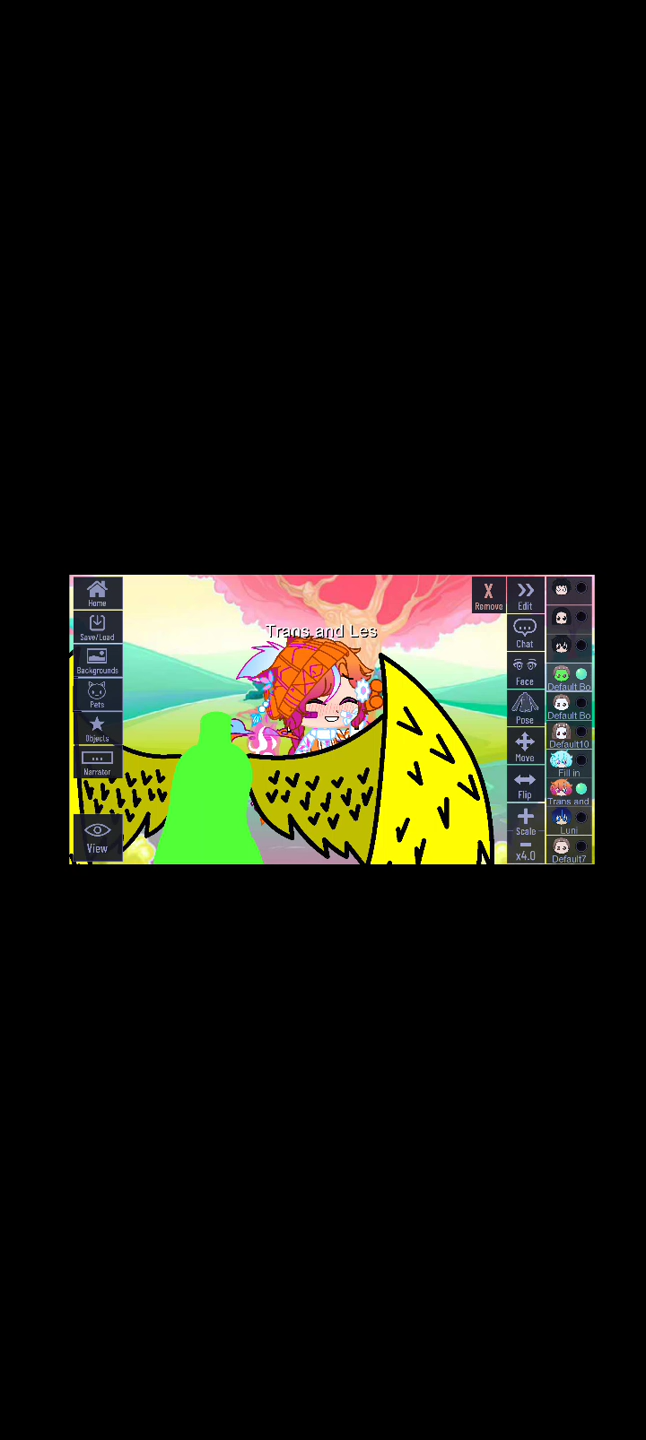 Home
Save/Load
Backgrounds
Pets
Objects
Narrator
View
Trans and Les
X
Remove
Edit
Chat
Face
Pose
Move
Flip
Scale
x4.0
Default Bo
Default Bo
Default10
Fill in
Trans and
Luni
Default7